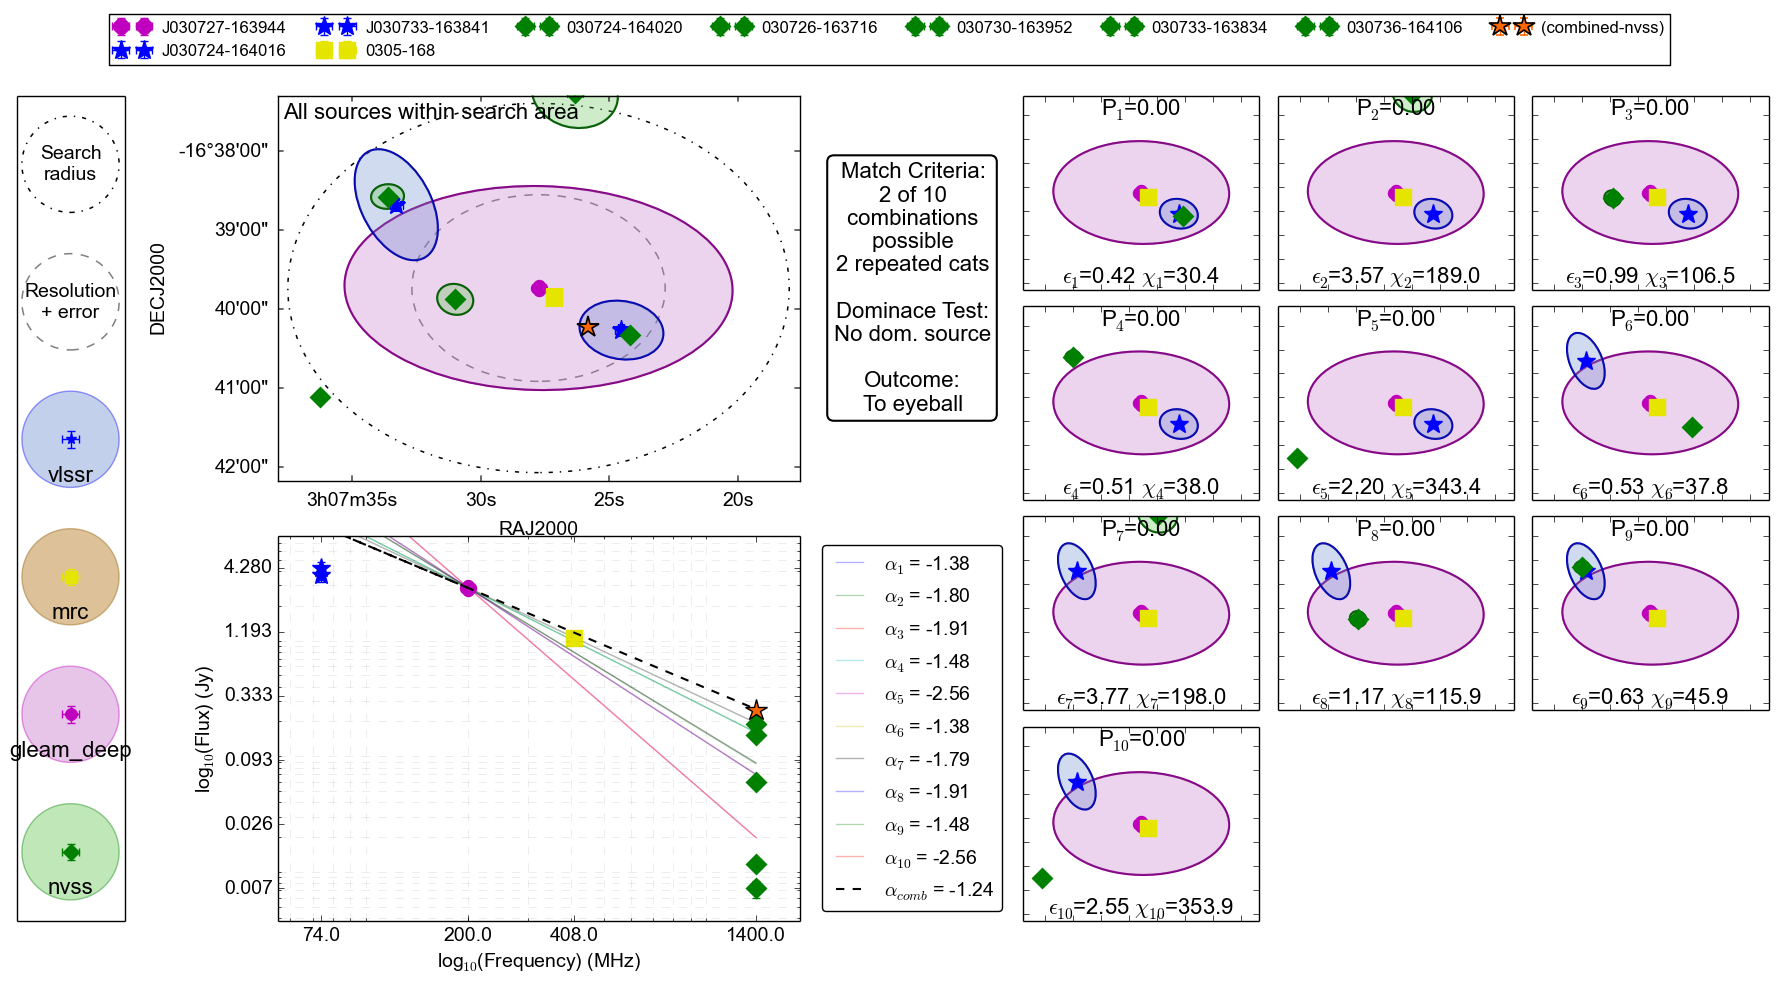 J030727-163944 J030733-163841 030724-164020 030726-163716 030730-163952 030733-163834 030736-164106 (combined-nvss)
J030724-164016 0305-168
Search
radius
Resolution
+ error
vlssr
mrc
gleam_deep
nvss
All sources within search area
-16°38'00"
39'00"
40'00"
41'00"
42'00"
DECJ2000
3h07m35s 30s 25s 20s
RAJ2000
Match Criteria:
2 of 10
combinations
possible
2 repeated cats
Dominace Test:
No dom. source
Outcome:
To eyeball
4.280
1.193
0.333
0.093
0.026
0.007
log10(Flux) (Jy)
74.0 200.0 408.0 1400.0
log10(Frequency) (MHz)
α1 = -1.38
α2 = -1.80
α3 = -1.91
α4 = -1.48
α5 = -2.56
α6 = -1.38
α7 = -1.79
α8 = -1.91
α9 = -1.48
α10 = -2.56
αcomb = -1.24
P1=0.00
ϵ1=0.42 χ1=30.4
P2=0.00
ϵ2=3.57 χ2=189.0
P3=0.00
ϵ3=0.99 χ3=106.5
P4=0.00
ϵ4=0.51 χ4=38.0
P5=0.00
ϵ5=2.20 χ5=343.4
P6=0.00
ϵ6=0.53 χ6=37.8
P7=0.00
ϵ7=3.77 χ7=198.0
P8=0.00
ϵ8=1.17 χ8=115.9
P9=0.00
ϵ9=0.63 χ9=45.9
P10=0.00
ϵ10=2.55 χ10=353.9